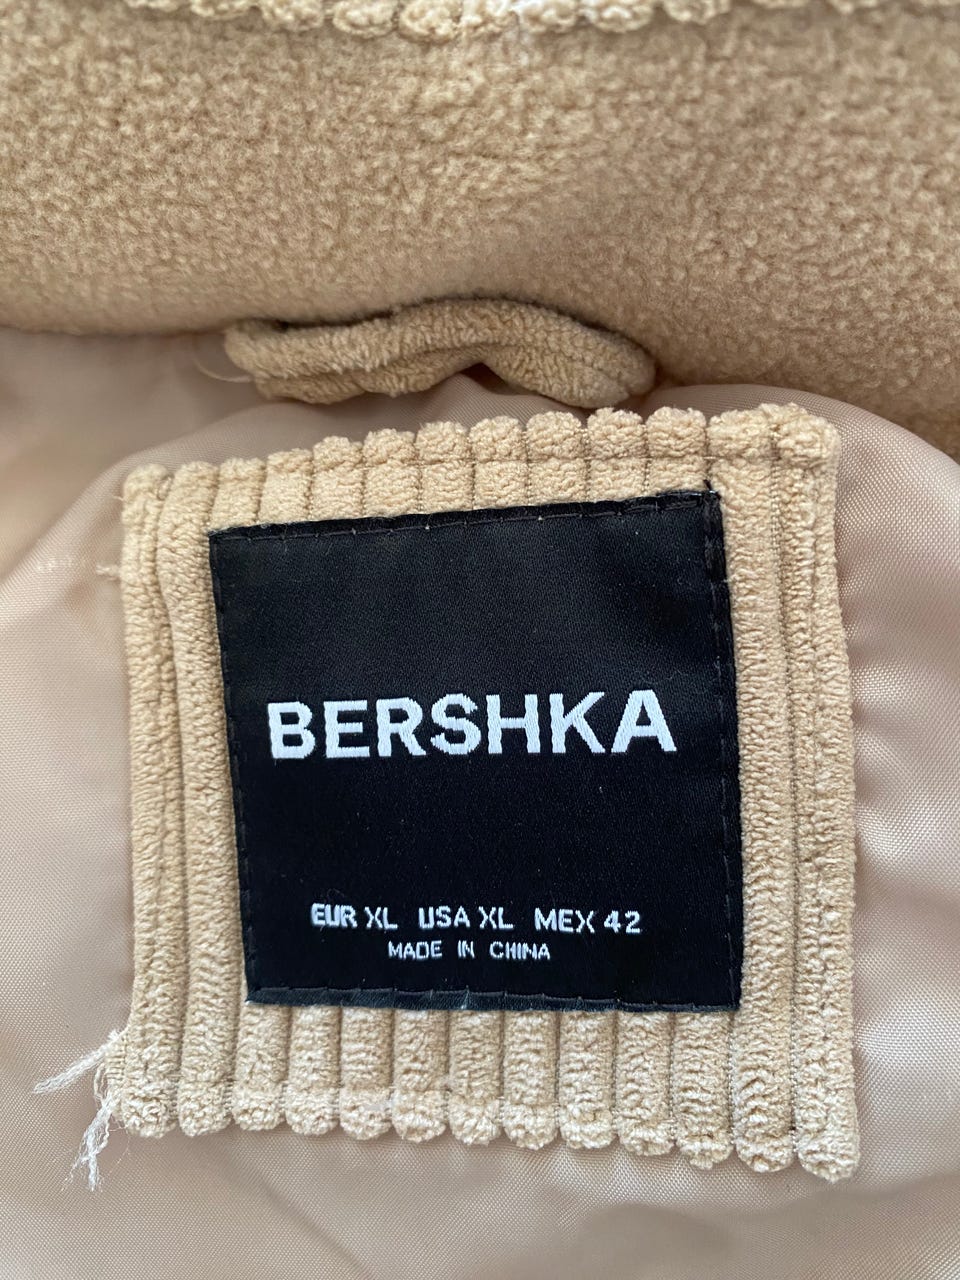 BERSHKA
EUR XL USA XL MEX 42
MADE IN CHINA